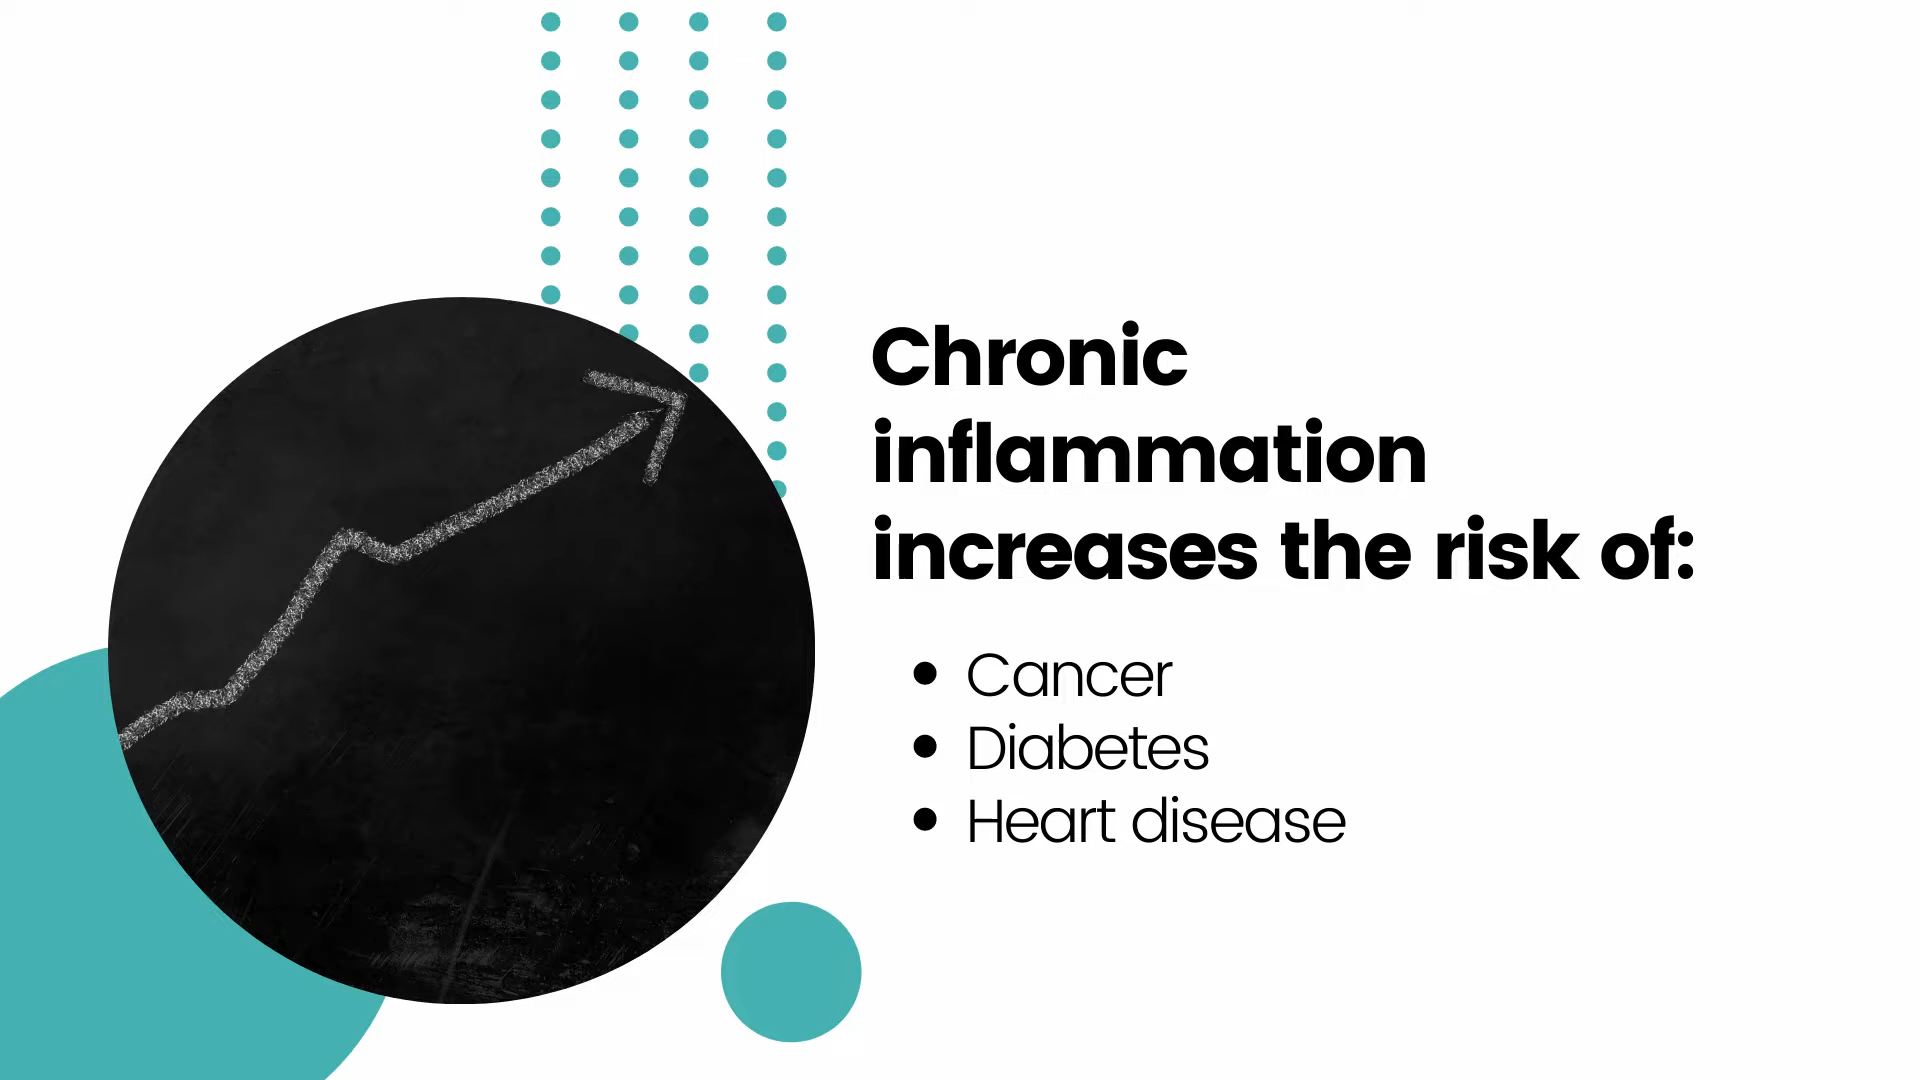 Chronic
inflammation
increases the risk of:
• Cancer
• Diabetes
• Heart disease